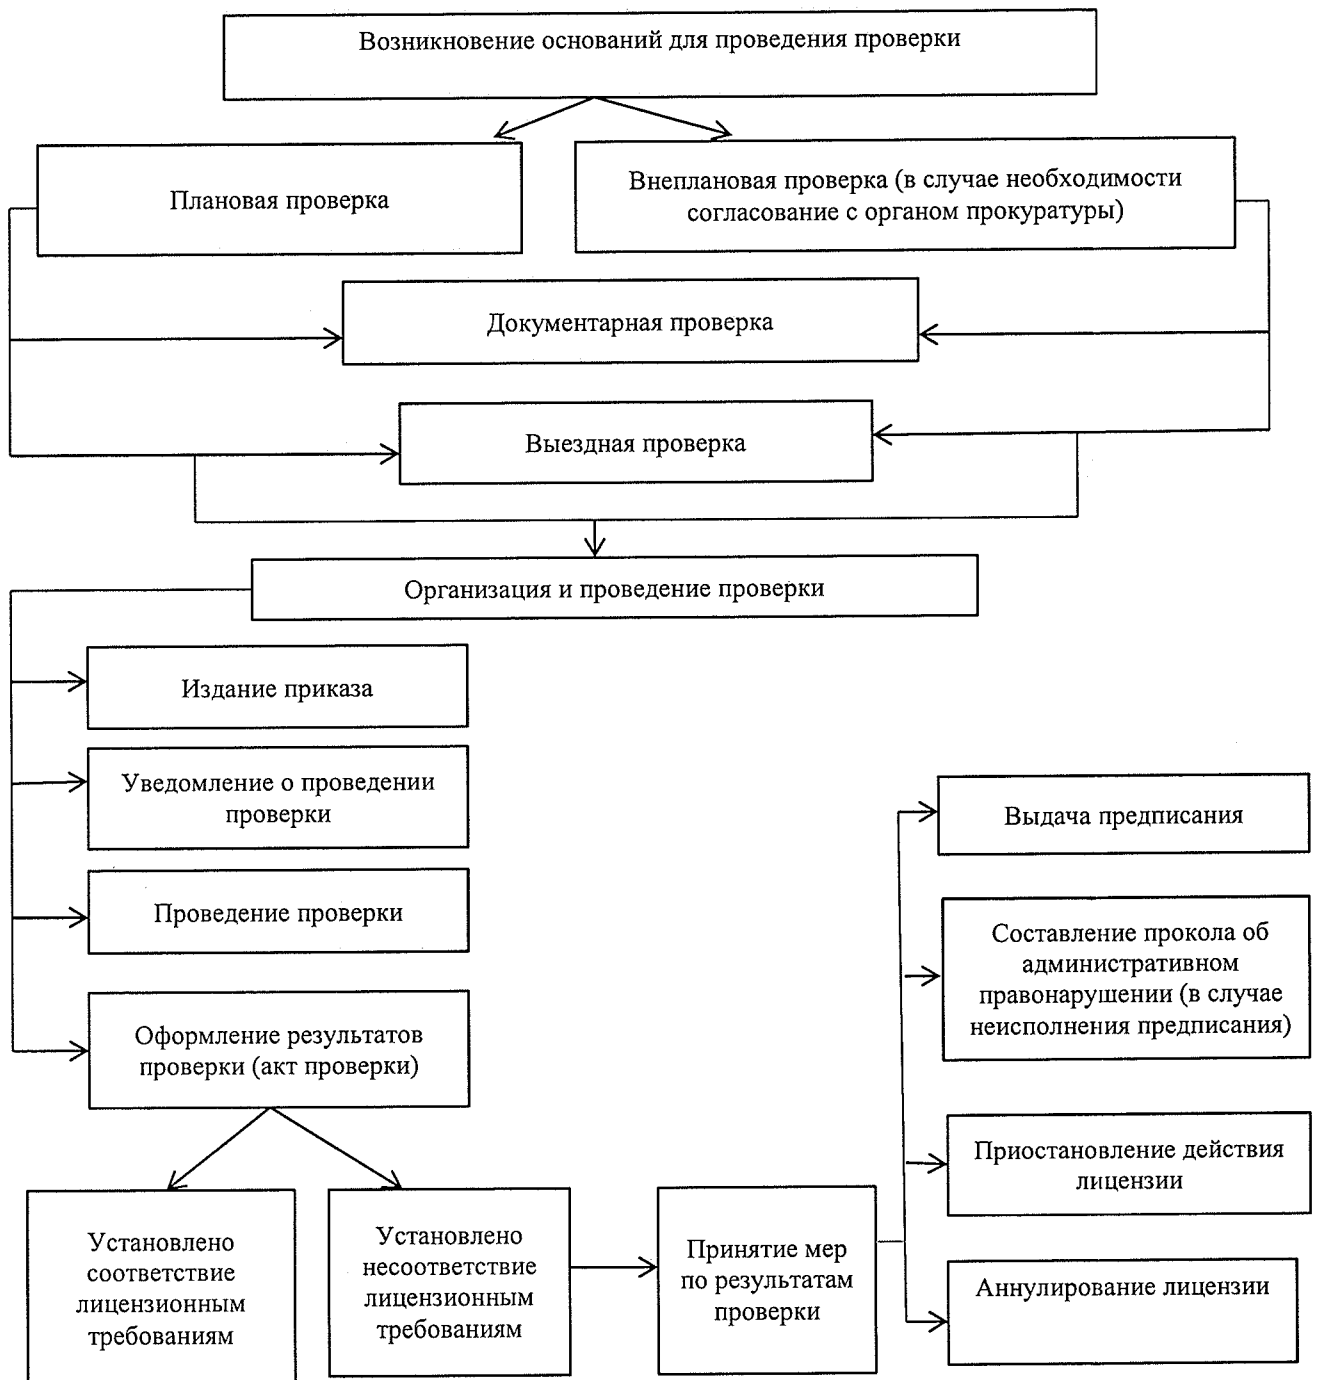 Возникновение оснований для проведения проверки
Плановая проверка
Внеплановая проверка (в случае необходимости
согласование с органом прокуратуры)
Документарная проверка
Выездная проверка
Организация и проведение проверки
Издание приказа
Уведомление о проведении
проверки
Проведение проверки
Оформление результатов
проверки (акт проверки)
Установлено
соответствие
лицензионным
требованиям
Установлено
несоответствие
лицензионным
требованиям
Принятие мер
по результатам
проверки
Выдача предписания
Составление прокола об
административном
правонарушении (в случае
неисполнения предписания)
Приостановление действия
лицензии
Аннулирование лицензии